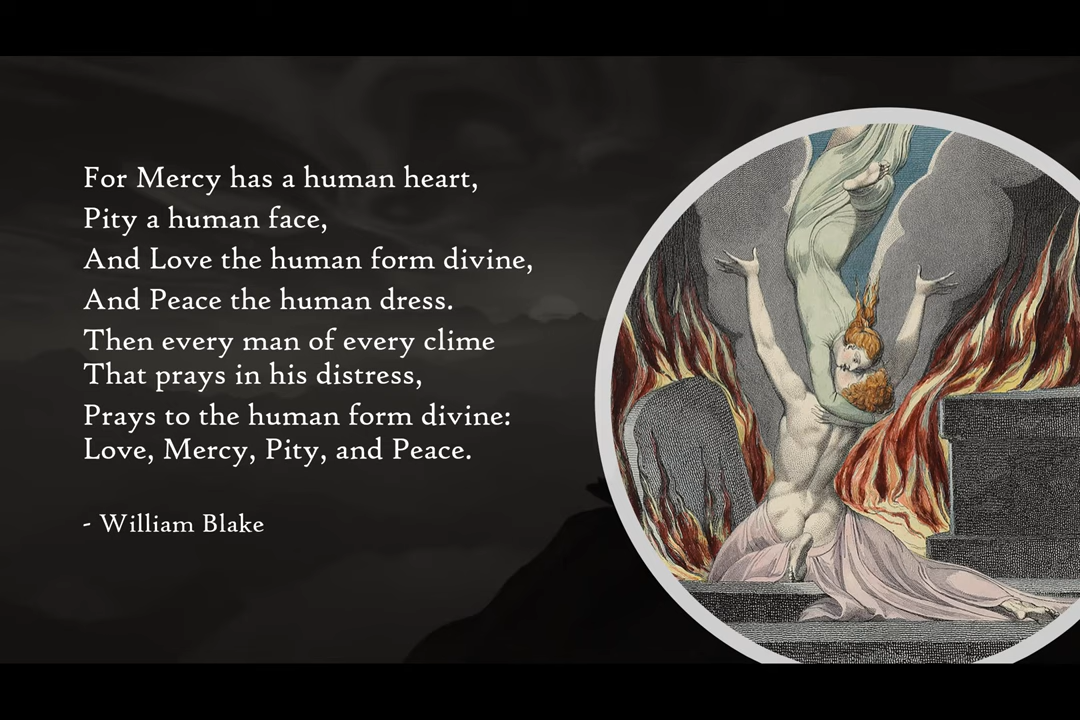 For Mercy has a human heart,
Pity a human face,
And Love the human form divine,
And Peace the human dress.
Then every man of every clime
That prays in his distress,
Prays to the human form divine:
Love, Mercy, Pity, and Peace.
- William Blake